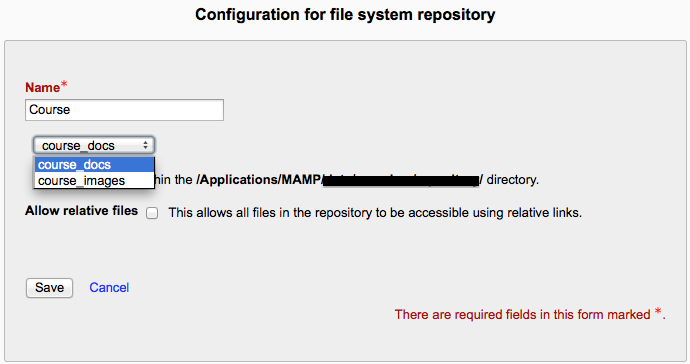 Configuration for file system repository
Name*
Course
course_docs
course_docs
course_images
hin the /Applications/MAMP/ / directory.
Allow relative files This allows all files in the repository to be accessible using relative links.
Save Cancel
There are required fields in this form marked *.